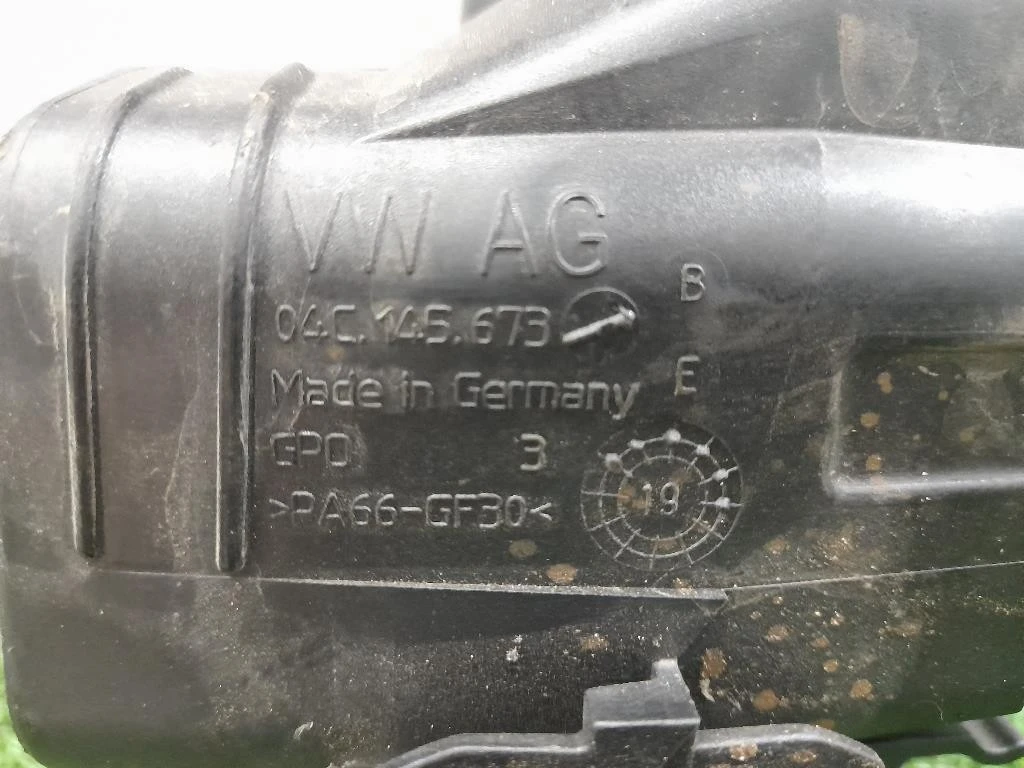 VW AG
04C.145.673
B
E
Made in Germany
GPO 3
>PA66-GF30<
19